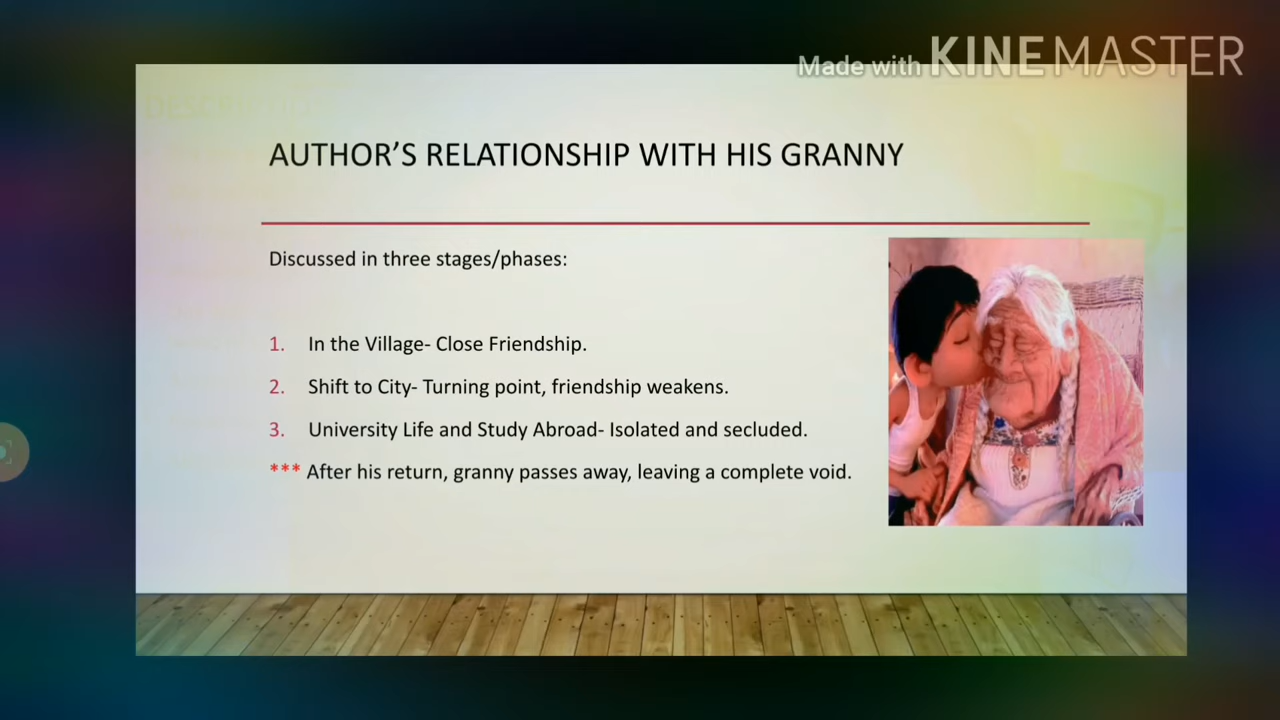 Made with KINEMASTER
AUTHOR'S RELATIONSHIP WITH HIS GRANNY
Discussed in three stages/phases:
1. In the Village- Close Friendship.
2. Shift to City- Turning point, friendship weakens.
3. University Life and Study Abroad- Isolated and secluded.
*** After his return, granny passes away, leaving a complete void.